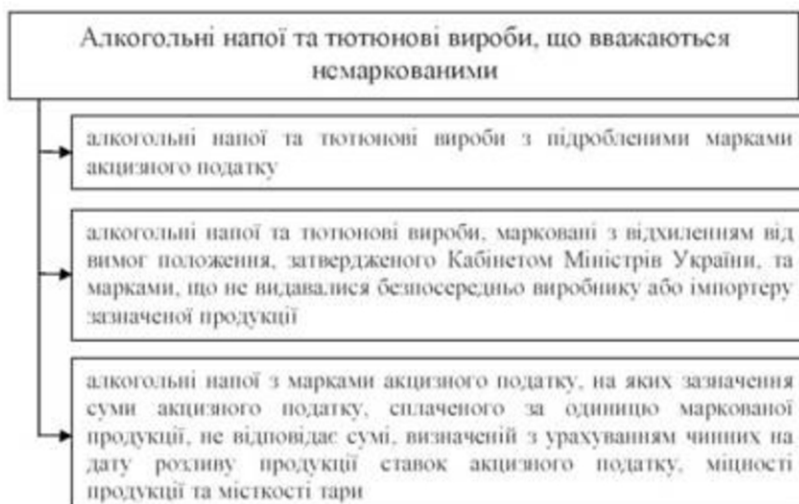 Алкогольні напої та тютюнові вироби, що вважаються
немаркованими
алкогольні напої та тютюнові вироби з підробленими марками
акцизного податку
алкогольні напої та тютюнові вироби, марковані з відхиленням від
вимог положення, затвердженого Кабінетом Міністрів України, та
марками, що не видавалися безпосередньо виробнику або імпортеру
зазначеної продукції
алкогольні напої з марками акцизного податку, на яких зазначення
суми акцизного податку, сплаченого за одиницю маркованої
продукції, не відповідає сумі, визначеній з урахуванням чинних на
дату розливу продукції ставок акцизного податку, міцності
продукції та місткості тари